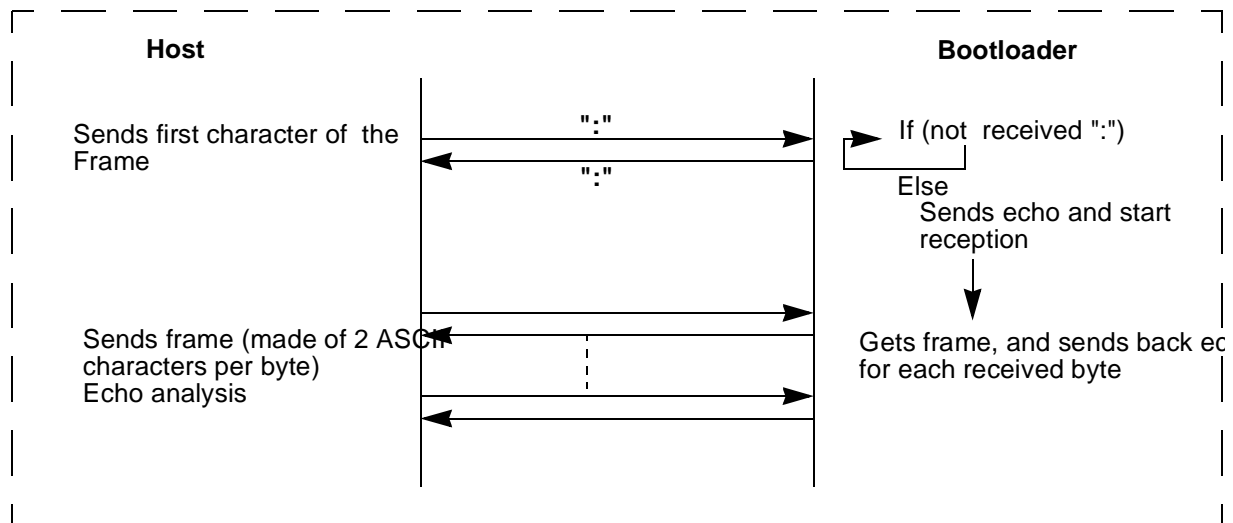 Host
Bootloader
Sends first character of the
Frame
":"
":"
If (not received ":")
Else
Sends echo and start
reception
Sends frame (made of 2 ASCII
characters per byte)
Echo analysis
Gets frame, and sends back
for each received byte